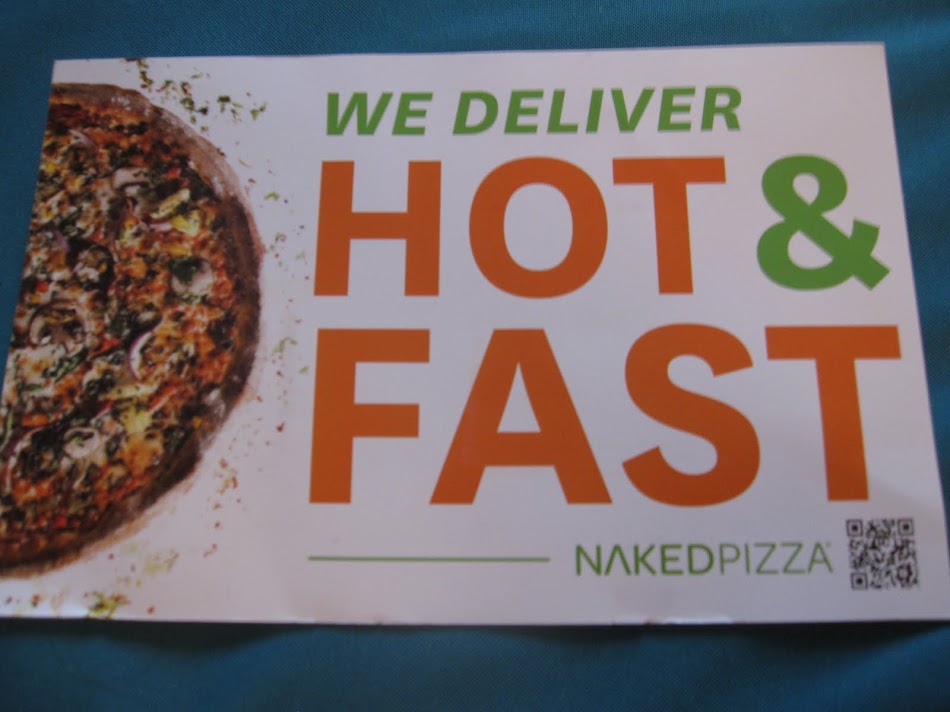 WE DELIVER
HOT &
FAST
NAKEDPIZZA®